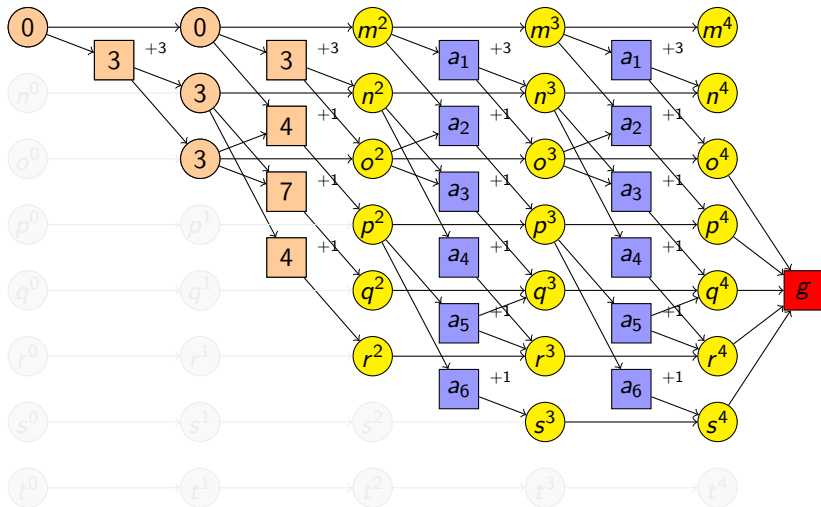 0 0 m² m³ m⁴
3 +3 3 +3 a₁ +3 a₁ +3
n⁰ 3 n² n³ n⁴
4 +1 a₂ +1 a₂ +1
o⁰ 3 o² o³ o⁴
7 +1 a₃ +1 a₃ +1
p⁰ p¹ p² p³ p⁴
4 +1 a₄ +1 a₄ +1
q⁰ q¹ q² q³ q⁴ g
a₅ +1 a₅ +1
r⁰ r¹ r² r³ r⁴
a₆ +1 a₆ +1
s⁰ s¹ s² s³ s⁴
t⁰ t¹ t² t³ t⁴